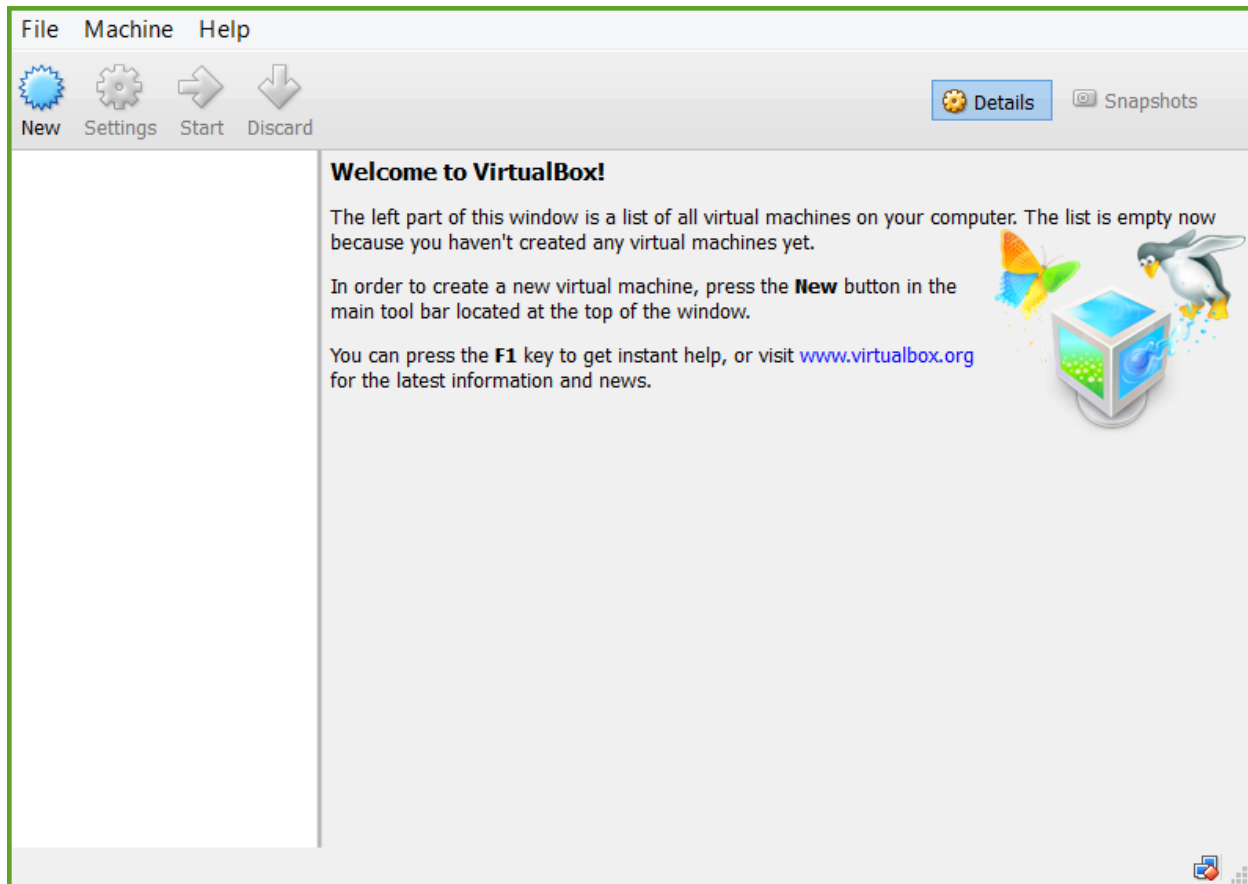 File Machine Help
New Settings Start Discard
Details Snapshots
Welcome to VirtualBox!
The left part of this window is a list of all virtual machines on your computer. The list is empty now
because you haven't created any virtual machines yet.
In order to create a new virtual machine, press the New button in the
main tool bar located at the top of the window.
You can press the F1 key to get instant help, or visit www.virtualbox.org
for the latest information and news.